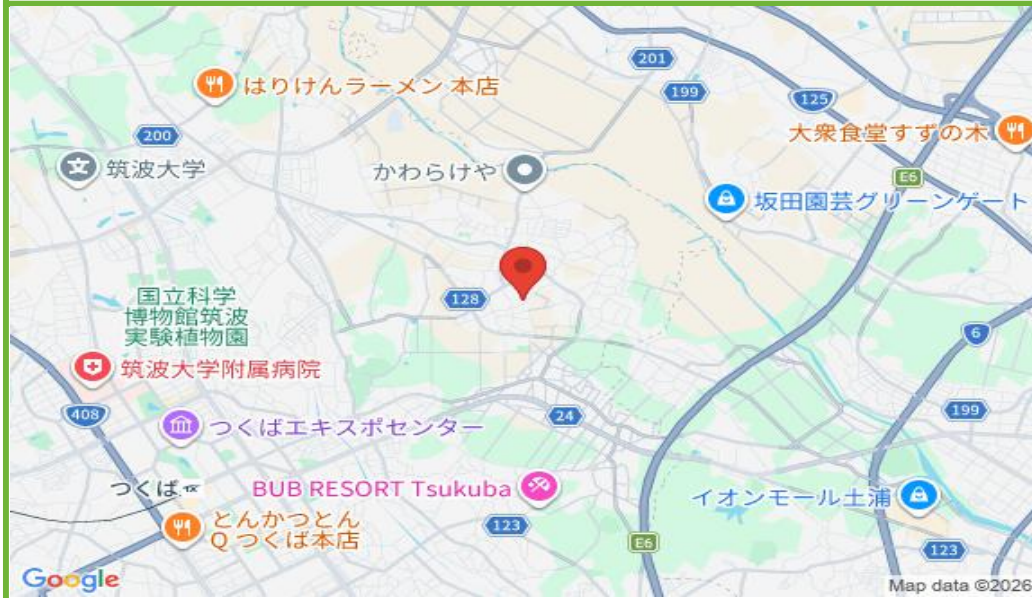 201
はりけんラーメン 本店
199
125
大衆食堂すずの木
200
筑波大学
かわらけや
E6
坂田園芸グリーンゲート
128
国立科学
博物館筑波
実験植物園
6
筑波大学附属病院
408
24
199
つくばエキスポセンター
つくば
BUB RESORT Tsukuba
イオンモール土浦
とんかつとん
Q つくば本店
123
E6
123
Google
Map data ©2026